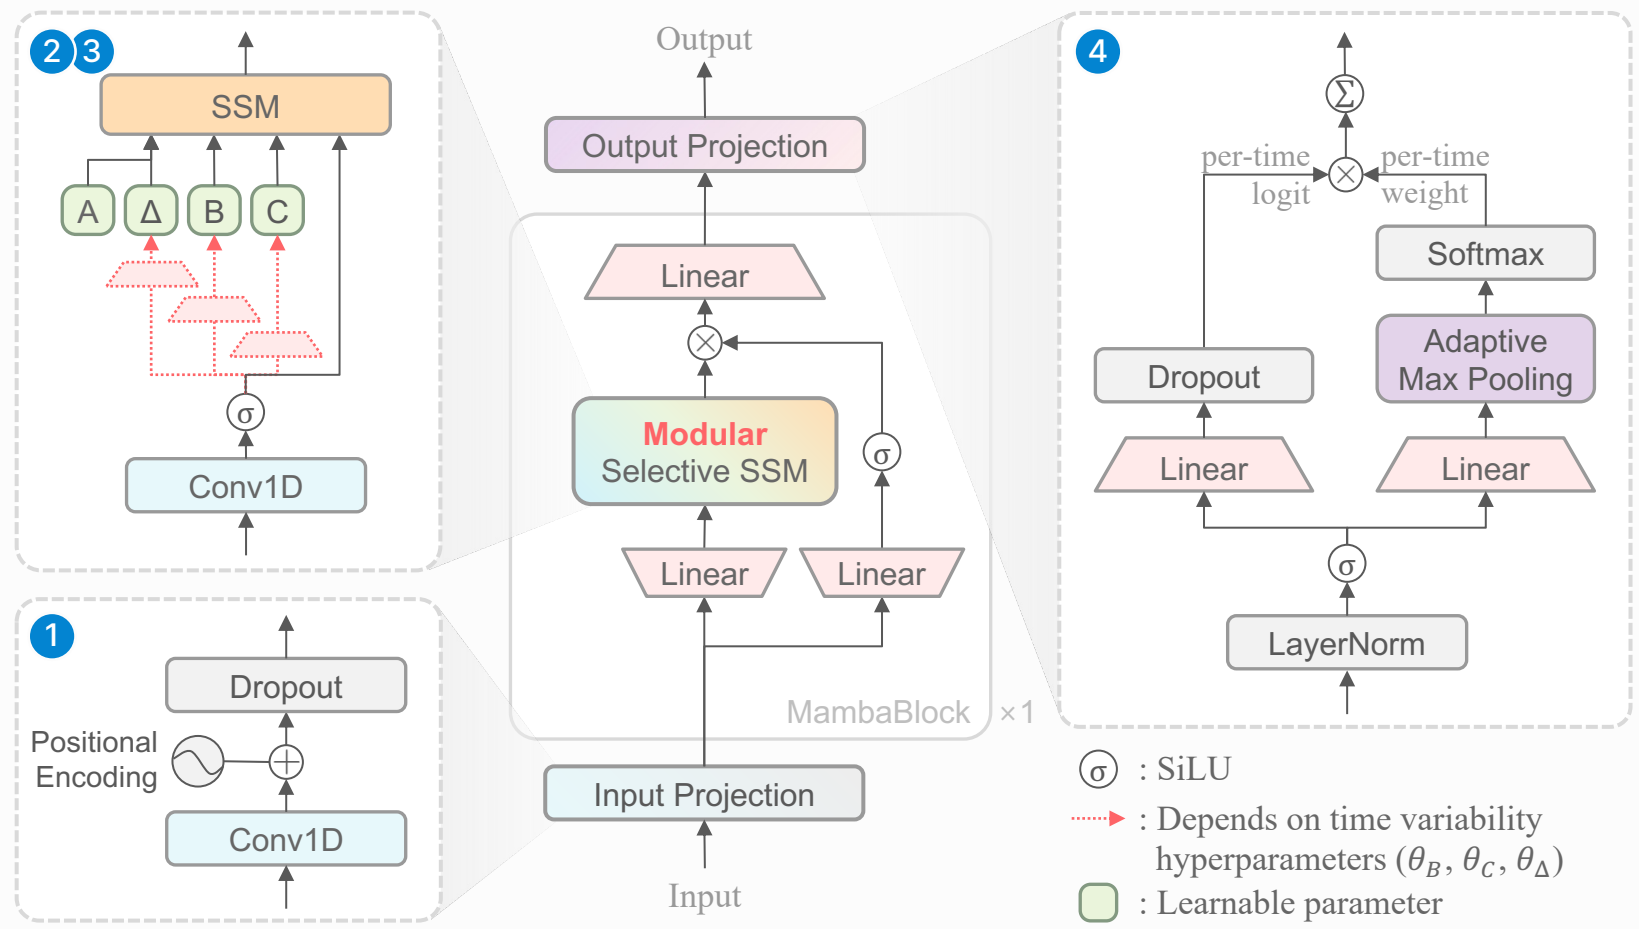 2 3
SSM
A Δ B C
σ
Conv1D
1
Dropout
Positional
Encoding
Conv1D
Output
Output Projection
Linear
Modular
Selective SSM
σ
Linear
Linear
MambaBlock ×1
Input Projection
Input
4
Σ
per-time
logit
per-time
weight
Softmax
Adaptive
Max Pooling
Dropout
Linear
Linear
σ
LayerNorm
σ : SiLU
: Depends on time variability
hyperparameters (θ_B, θ_C, θ_Δ)
: Learnable parameter